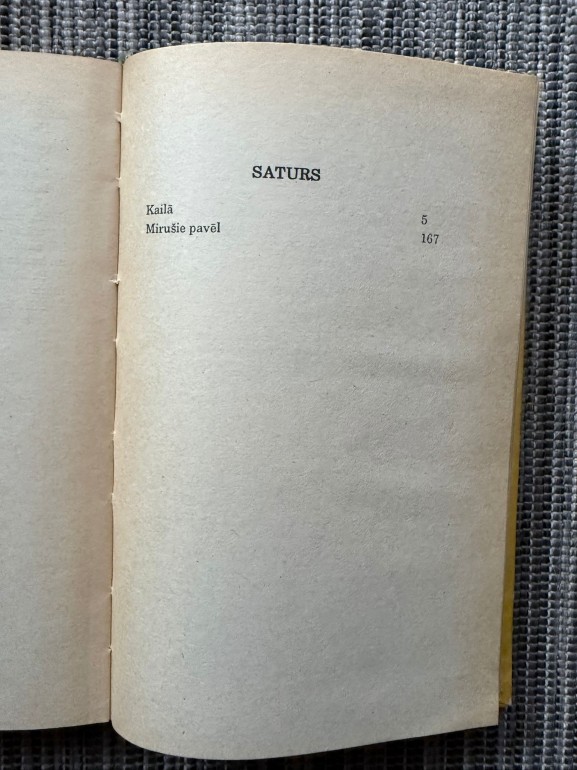 SATURS
Kailā 5
Mirušie pavēl 167